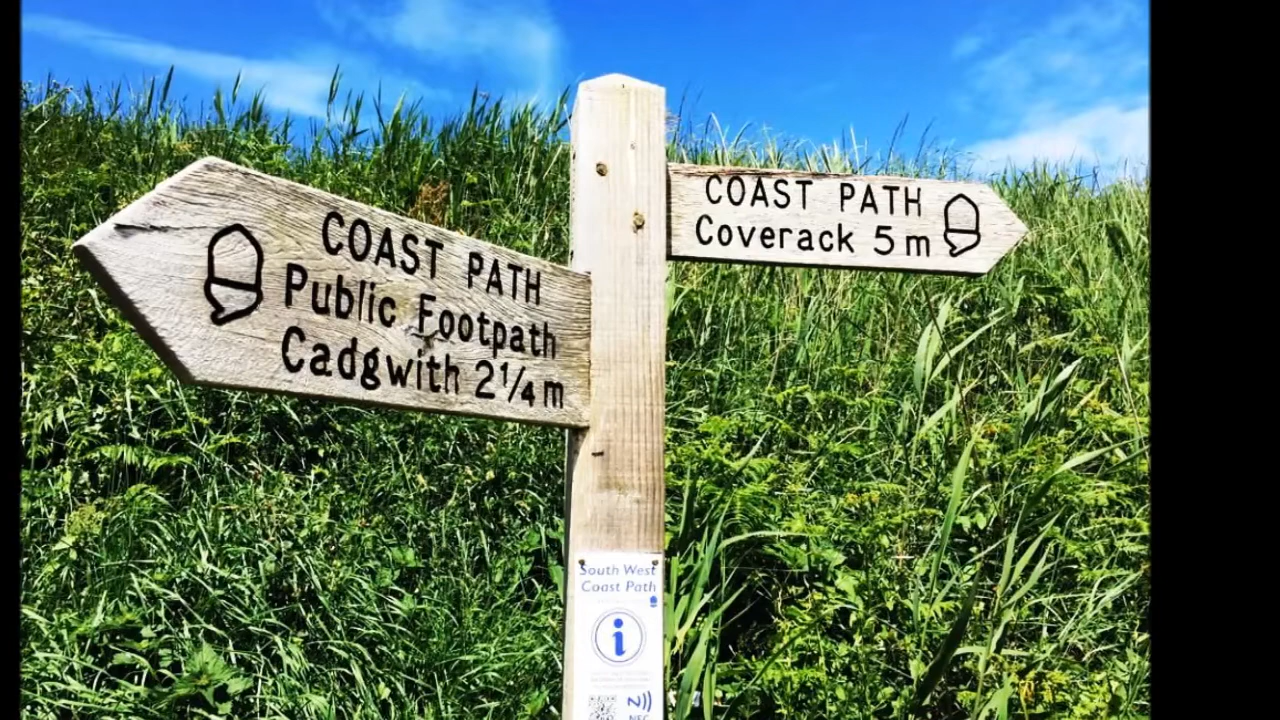 COAST PATH
Public Footpath
Cadgwith 2¼ m
COAST PATH
Coverack 5 m
South West
Coast Path
i
NFC